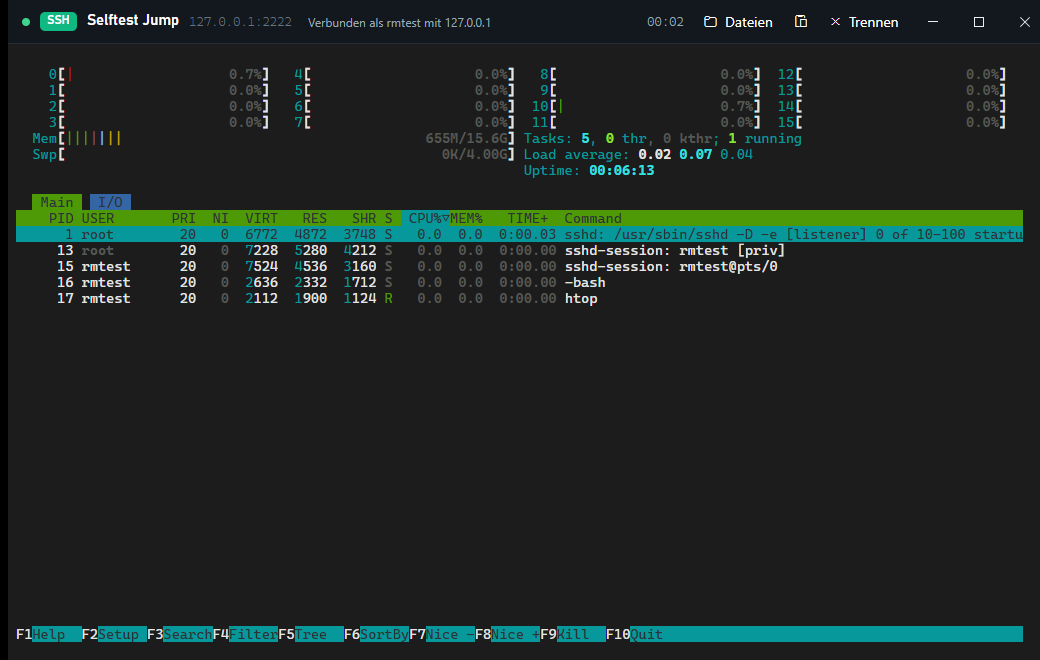 SSH Selftest Jump 127.0.0.1:2222 Verbunden als rmtest mit 127.0.0.1 00:02 Dateien Trennen
0[| 0.7%] 4[ 0.0%] 8[ 0.0%] 12[ 0.0%]
1[ 0.0%] 5[ 0.0%] 9[ 0.0%] 13[ 0.0%]
2[ 0.0%] 6[ 0.0%] 10[| 0.7%] 14[ 0.0%]
3[ 0.0%] 7[ 0.0%] 11[ 0.0%] 15[ 0.0%]
Mem[||||||| 655M/15.6G] Tasks: 5, 0 thr, 0 kthr; 1 running
Swp[ 0K/4.00G] Load average: 0.02 0.07 0.04
Uptime: 00:06:13
Main I/O
PID USER PRI NI VIRT RES SHR S CPU%▽MEM% TIME+ Command
1 root 20 0 6772 4872 3748 S 0.0 0.0 0:00.03 sshd: /usr/sbin/sshd -D -e [listener] 0 of 10-100 startu
13 root 20 0 7228 5280 4212 S 0.0 0.0 0:00.00 sshd-session: rmtest [priv]
15 rmtest 20 0 7524 4536 3160 S 0.0 0.0 0:00.00 sshd-session: rmtest@pts/0
16 rmtest 20 0 2636 2332 1712 S 0.0 0.0 0:00.00 -bash
17 rmtest 20 0 2112 1900 1124 R 0.0 0.0 0:00.00 htop
F1Help F2Setup F3SearchF4FilterF5Tree F6SortByF7Nice -F8Nice +F9Kill F10Quit